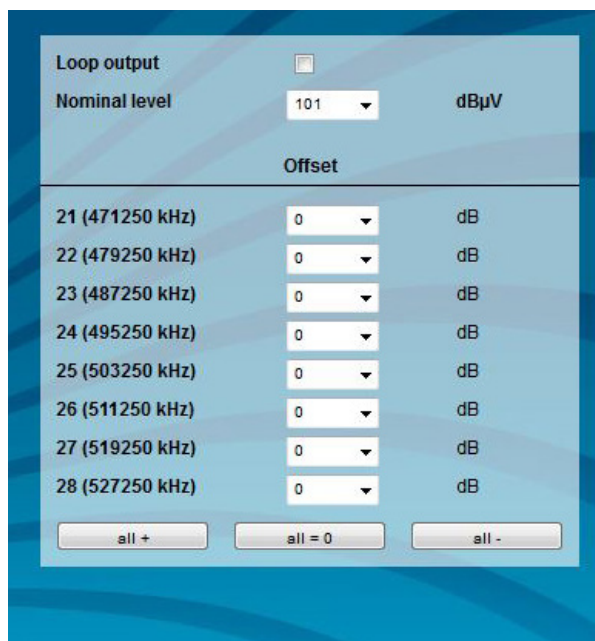 Loop output
Nominal level 101 dBµV
Offset
21 (471250 kHz) 0 dB
22 (479250 kHz) 0 dB
23 (487250 kHz) 0 dB
24 (495250 kHz) 0 dB
25 (503250 kHz) 0 dB
26 (511250 kHz) 0 dB
27 (519250 kHz) 0 dB
28 (527250 kHz) 0 dB
all + all = 0 all -